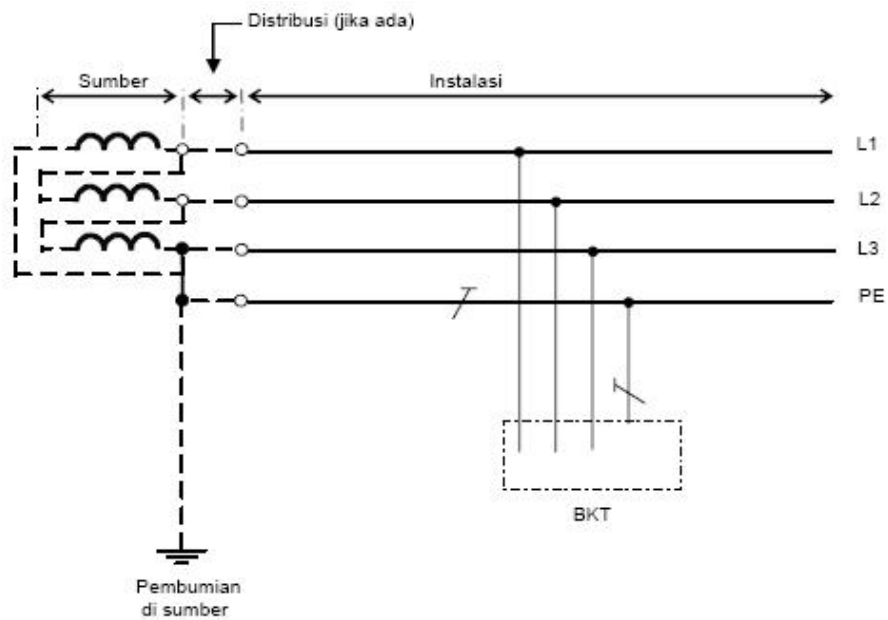 Distribusi (jika ada)
Sumber
Instalasi
L1
L2
L3
PE
BKT
Pembumian
di sumber